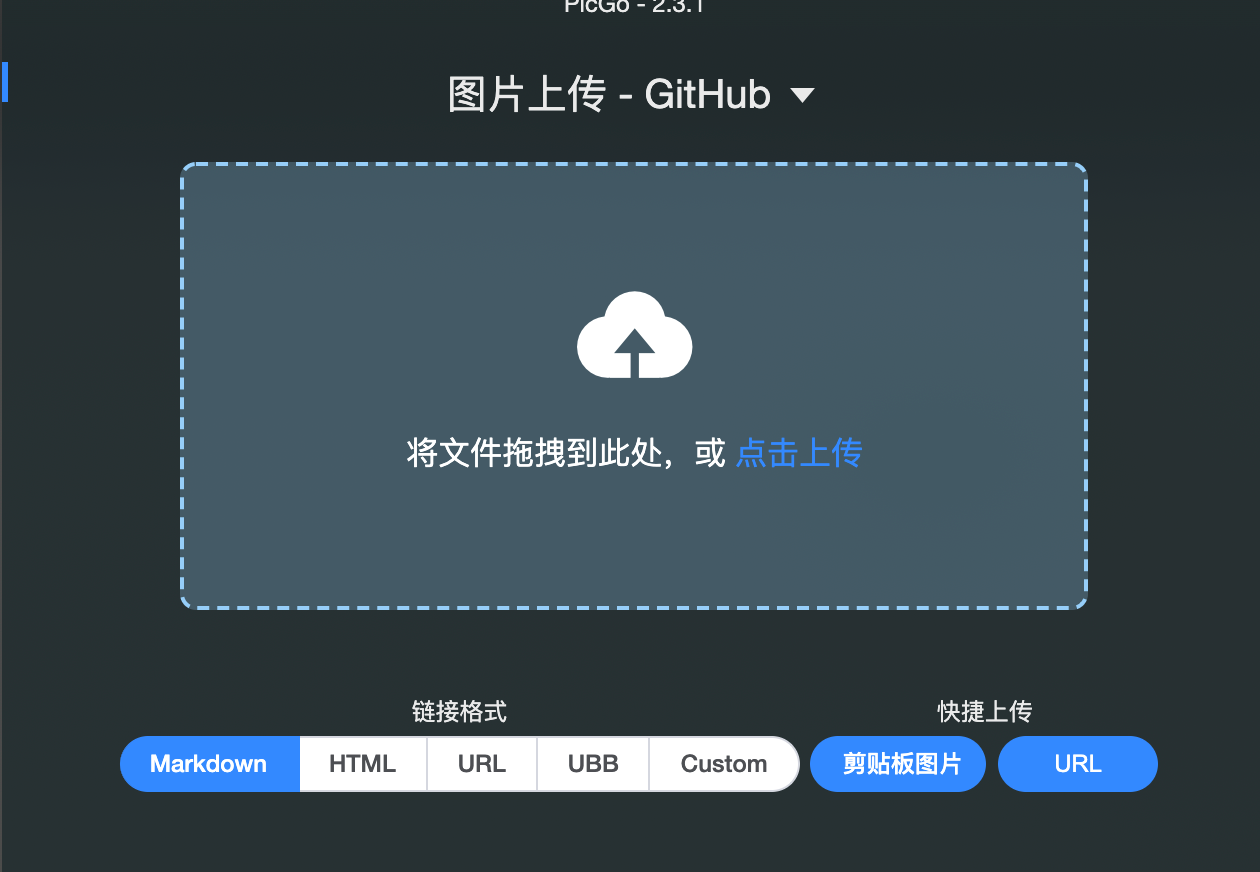 PicGo - 2.3.1
图片上传 - GitHub
将文件拖拽到此处，或 点击上传
链接格式
快捷上传
Markdown HTML URL UBB Custom 剪贴板图片 URL